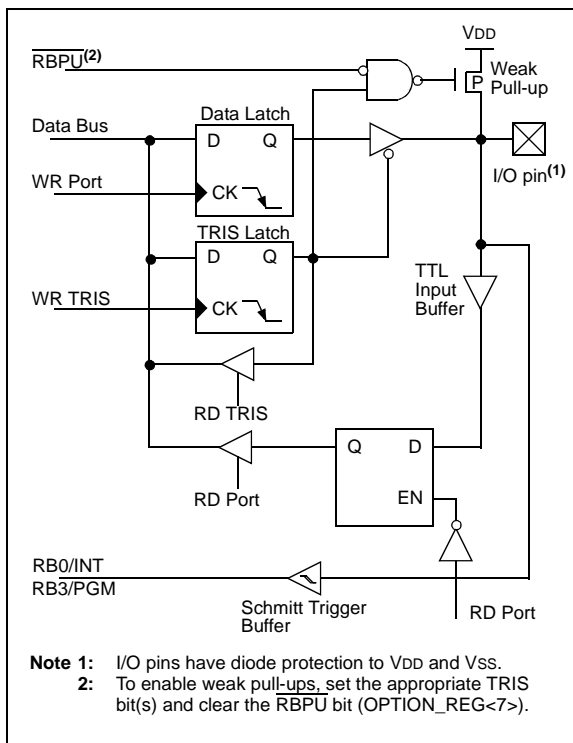 VDD
RBPU(2)
P
Weak
Pull-up
Data Latch
Data Bus
D Q
I/O pin(1)
WR Port
CK
TRIS Latch
D Q
TTL
Input
Buffer
WR TRIS
CK
RD TRIS
Q D
RD Port
EN
RB0/INT
RB3/PGM
Schmitt Trigger
Buffer
RD Port
Note 1: I/O pins have diode protection to VDD and VSS.
2: To enable weak pull-ups, set the appropriate TRIS
bit(s) and clear the RBPU bit (OPTION_REG<7>).